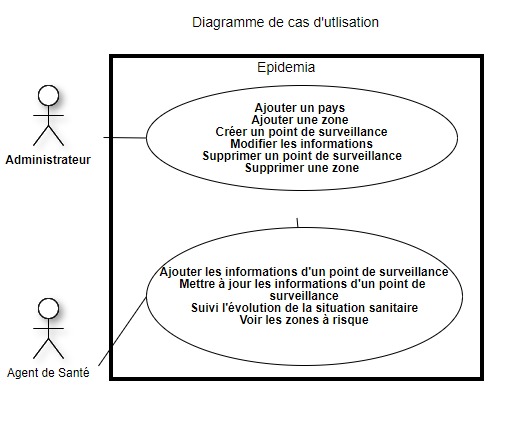 Diagramme de cas d'utlisation
Epidemia
Ajouter un pays
Ajouter une zone
Créer un point de surveillance
Modifier les informations
Supprimer un point de surveillance
Supprimer une zone
Administrateur
Ajouter les informations d'un point de surveillance
Mettre à jour les informations d'un point de
surveillance
Suivi l'évolution de la situation sanitaire
Voir les zones à risque
Agent de Santé